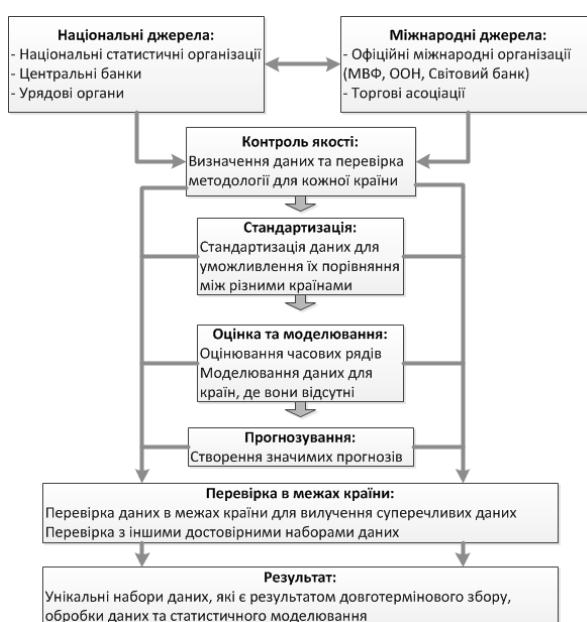 Національні джерела:
- Національні статистичні організації
- Центральні банки
- Урядові органи
Міжнародні джерела:
- Офіційні міжнародні організації
(МВФ, ООН, Світовий банк)
- Торгові асоціації
Контроль якості:
Визначення даних та перевірка
методології для кожної країни
Стандартизація:
Стандартизація даних для
уможливлення їх порівняння
між різними країнами
Оцінка та моделювання:
Оцінювання часових рядів
Моделювання даних для
країн, де вони відсутні
Прогнозування:
Створення значимих прогнозів
Перевірка в межах країни:
Перевірка даних в межах країни для вилучення суперечливих даних
Перевірка з іншими достовірними наборами даних
Результат:
Унікальні набори даних, які є результатом довготермінового збору,
обробки даних та статистичного моделювання